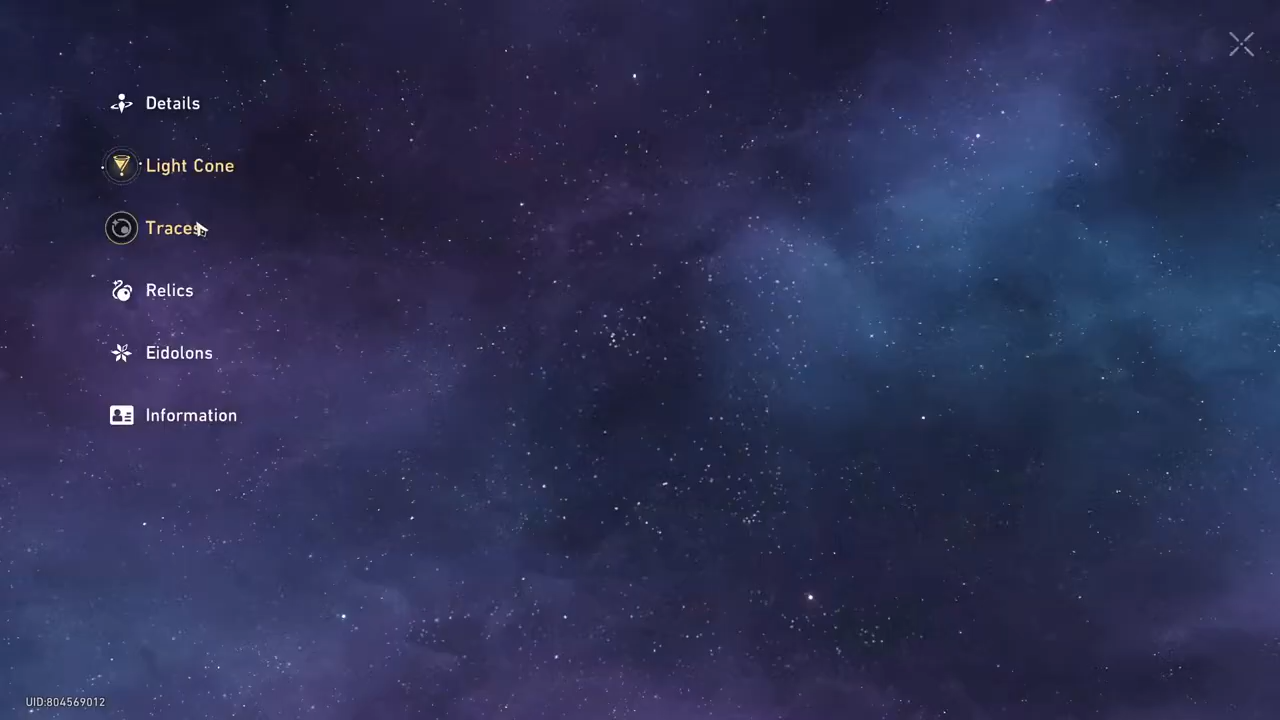 Details
Light Cone
Traces
Relics
Eidolons
Information
UID:804569012